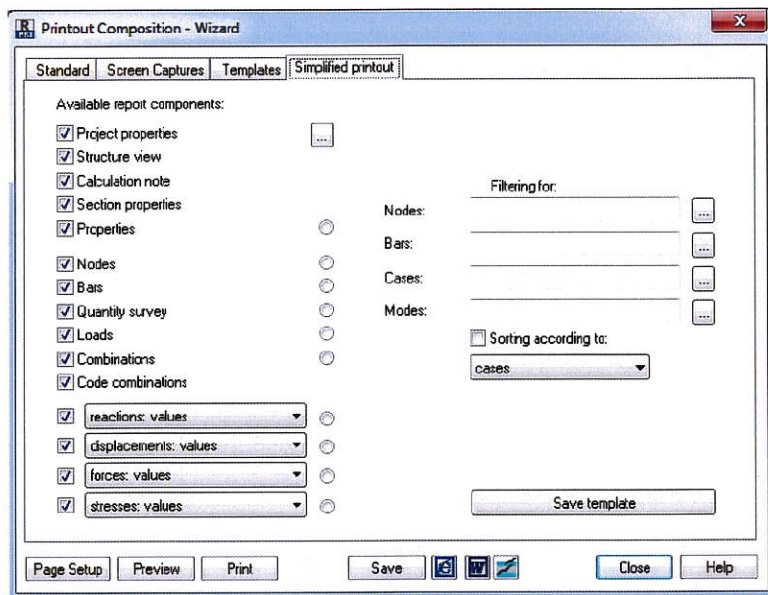 Printout Composition - Wizard
Standard Screen Captures Templates Simplified printout
Available report components:
Project properties ...
Structure view
Calculation note
Section properties
Properties
Nodes
Bars
Quantity survey
Loads
Combinations
Code combinations
reactions: values
displacements: values
forces: values
stresses: values
Filtering for:
Nodes: ...
Bars: ...
Cases: ...
Modes: ...
Sorting according to:
cases
Save template
Page Setup Preview Print Save Close Help